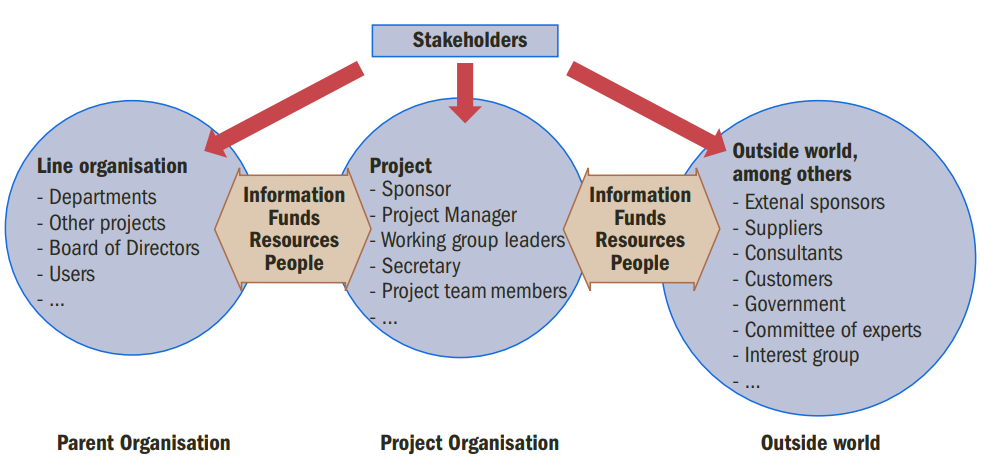 Stakeholders
Line organisation
- Departments
- Other projects
- Board of Directors
- Users
- ...
Information
Funds
Resources
People
Project
- Sponsor
- Project Manager
- Working group leaders
- Secretary
- Project team members
- ...
Information
Funds
Resources
People
Outside world,
among others
- Extenal sponsors
- Suppliers
- Consultants
- Customers
- Government
- Committee of experts
- Interest group
- ...
Parent Organisation
Project Organisation
Outside world